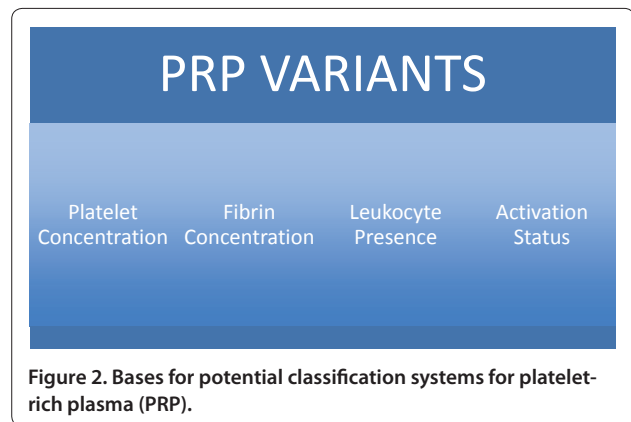 PRP VARIANTS
Platelet Concentration
Fibrin Concentration
Leukocyte Presence
Activation Status
Figure 2. Bases for potential classification systems for platelet-
rich plasma (PRP).